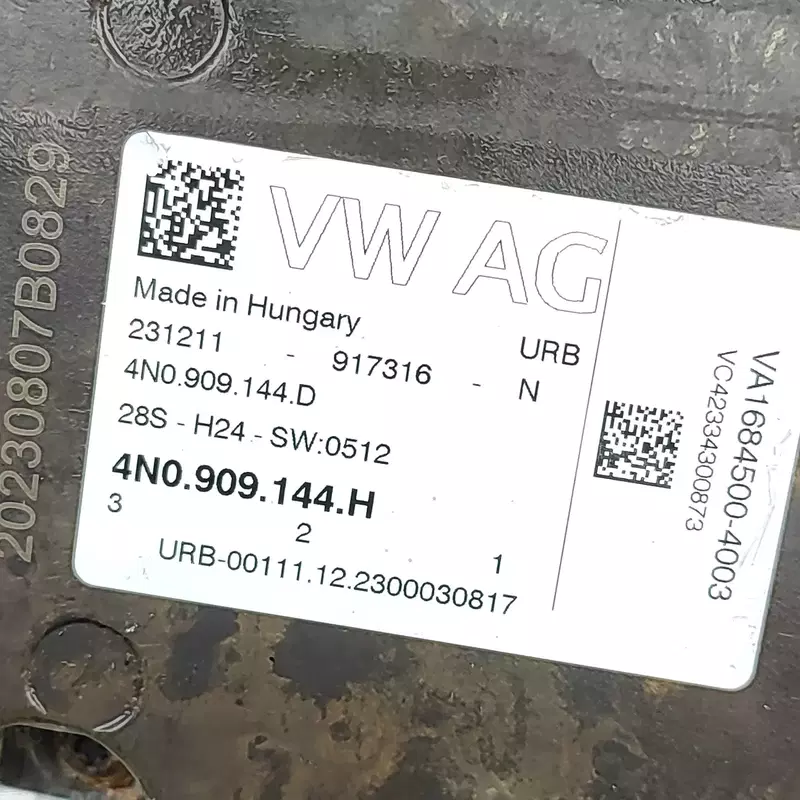 20230807B0829
VW AG
Made in Hungary
URB
231211 - 917316 - N
4N0.909.144.D
28S - H24 - SW:0512
4N0.909.144.H
3 2 1
URB-00111.12.2300030817
VA1684500-4003
VC42334300873